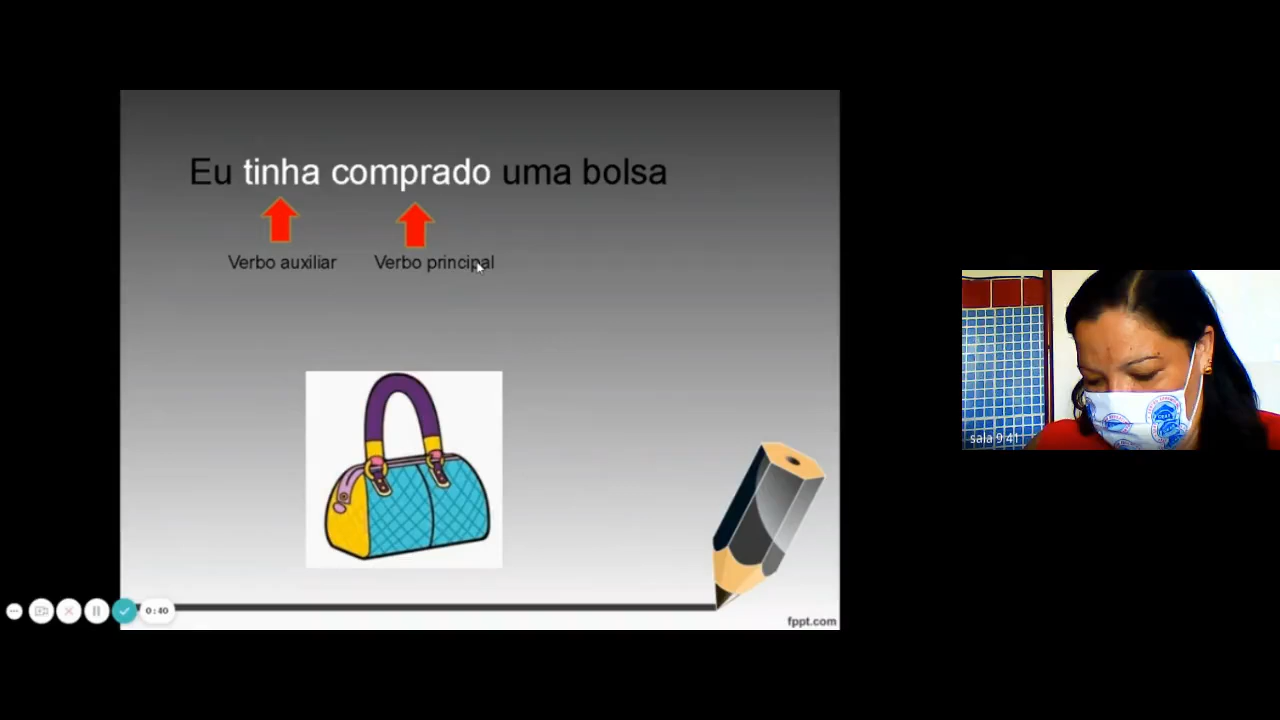 Eu tinha comprado uma bolsa
Verbo auxiliar Verbo principal
sala 9 41
0:40
fppt.com